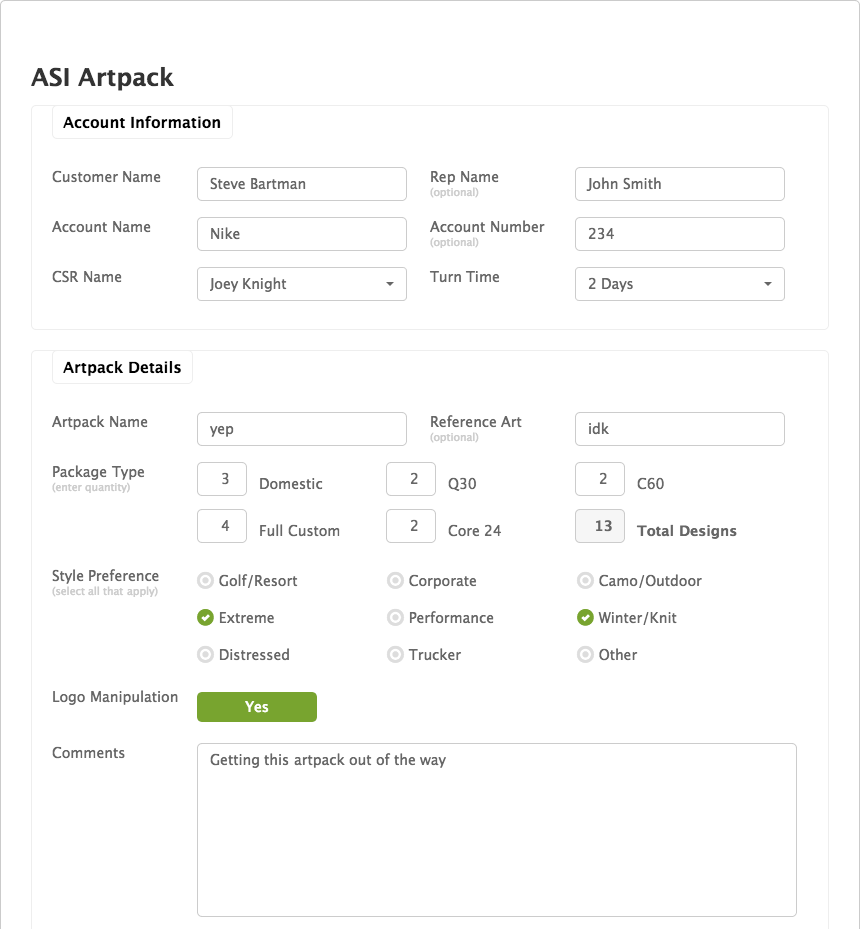 ASI Artpack
Account Information
Customer Name Steve Bartman Rep Name John Smith
(optional)
Account Name Nike Account Number 234
(optional)
CSR Name Joey Knight Turn Time 2 Days
Artpack Details
Artpack Name yep Reference Art idk
(optional)
Package Type 3 Domestic 2 Q30 2 C60
(enter quantity)
4 Full Custom 2 Core 24 13 Total Designs
Style Preference Golf/Resort Corporate Camo/Outdoor
(select all that apply)
Extreme Performance Winter/Knit
Distressed Trucker Other
Logo Manipulation Yes
Comments Getting this artpack out of the way